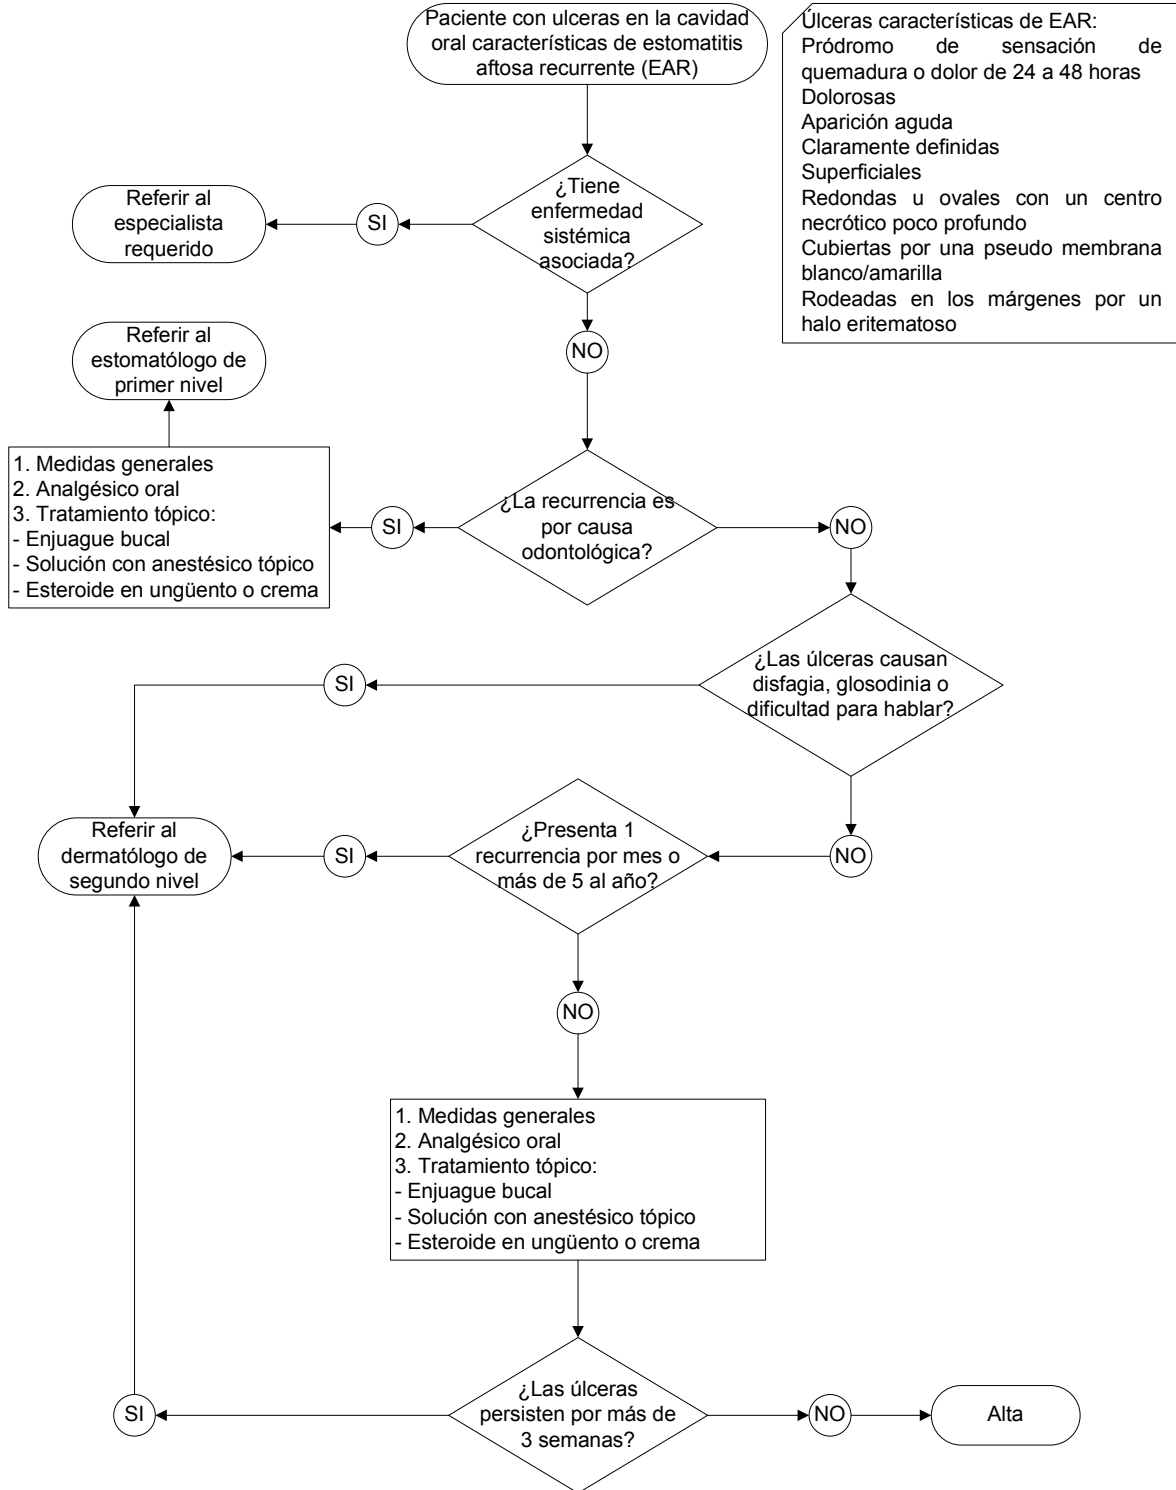 Paciente con ulceras en la cavidad
oral características de estomatitis
aftosa recurrente (EAR)
Úlceras características de EAR:
Pródromo de sensación de
quemadura o dolor de 24 a 48 horas
Dolorosas
Aparición aguda
Claramente definidas
Superficiales
Redondas u ovales con un centro
necrótico poco profundo
Cubiertas por una pseudo membrana
blanco/amarilla
Rodeadas en los márgenes por un
halo eritematoso
¿Tiene
enfermedad
sistémica
asociada?
SI
Referir al
especialista
requerido
NO
¿La recurrencia es
por causa
odontológica?
SI
1. Medidas generales
2. Analgésico oral
3. Tratamiento tópico:
- Enjuague bucal
- Solución con anestésico tópico
- Esteroide en ungüento o crema
Referir al
estomatólogo de
primer nivel
NO
¿Las úlceras causan
disfagia, glosodinia o
dificultad para hablar?
SI
Referir al
dermatólogo de
segundo nivel
NO
¿Presenta 1
recurrencia por mes o
más de 5 al año?
SI
NO
1. Medidas generales
2. Analgésico oral
3. Tratamiento tópico:
- Enjuague bucal
- Solución con anestésico tópico
- Esteroide en ungüento o crema
¿Las úlceras
persisten por más de
3 semanas?
SI
NO
Alta